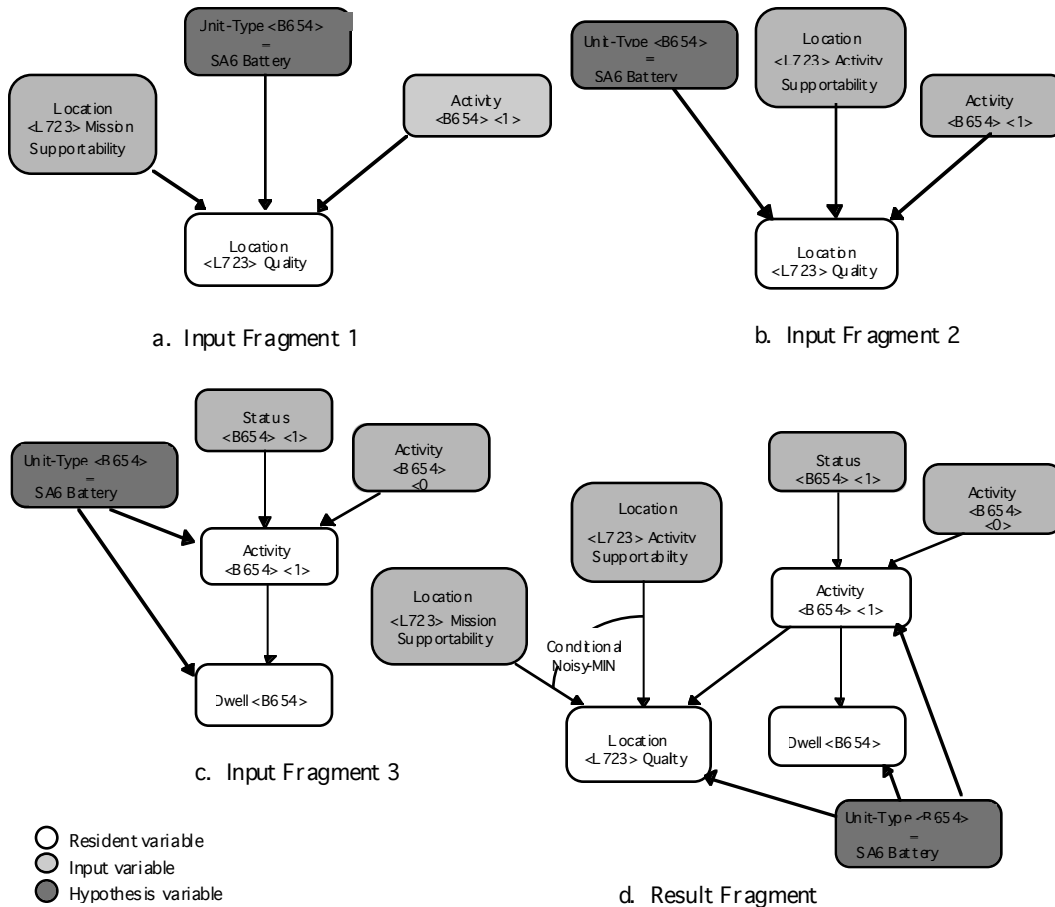 Unit-Type <B654>
=
SA6 Battery
Location
<L723> Mission
Supportability
Activity
<B654> <1>
Location
<L723> Quality
a. Input Fragment 1
Unit-Type <B654>
=
SA6 Battery
Location
<L723> Activity
Supportability
Activity
<B654> <1>
Location
<L723> Quality
b. Input Fragment 2
Status
<B654> <1>
Unit-Type <B654>
=
SA6 Battery
Activity
<B654>
<0
Activity
<B654> <1>
Dwell <B654>
c. Input Fragment 3
Status
<B654> <1>
Activity
<B654>
<0>
Location
<L723> Activity
Supportability
Activity
<B654> <1>
Location
<L723> Mission
Supportability
Conditional
Noisy-MIN
Location
<L723> Quality
Dwell <B654>
Unit-Type <B654>
=
SA6 Battery
d. Result Fragment
Resident variable
Input variable
Hypothesis variable